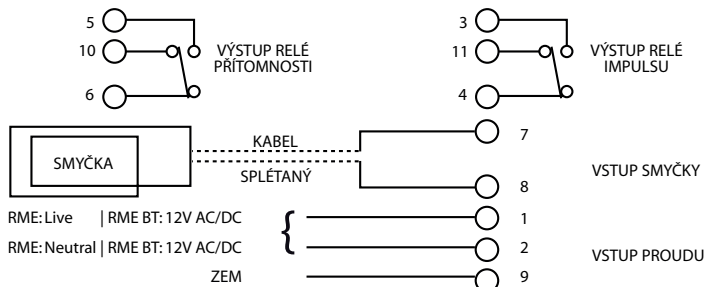 5
10
6
VÝSTUP RELÉ
PŘÍTOMNOSTI
3
11
4
VÝSTUP RELÉ
IMPULSU
SMYČKA
KABEL
SPLÉTANÝ
7
8
VSTUP SMYČKY
RME: Live | RME BT: 12V AC/DC
RME: Neutral | RME BT: 12V AC/DC
ZEM
1
2
9
VSTUP PROUDU